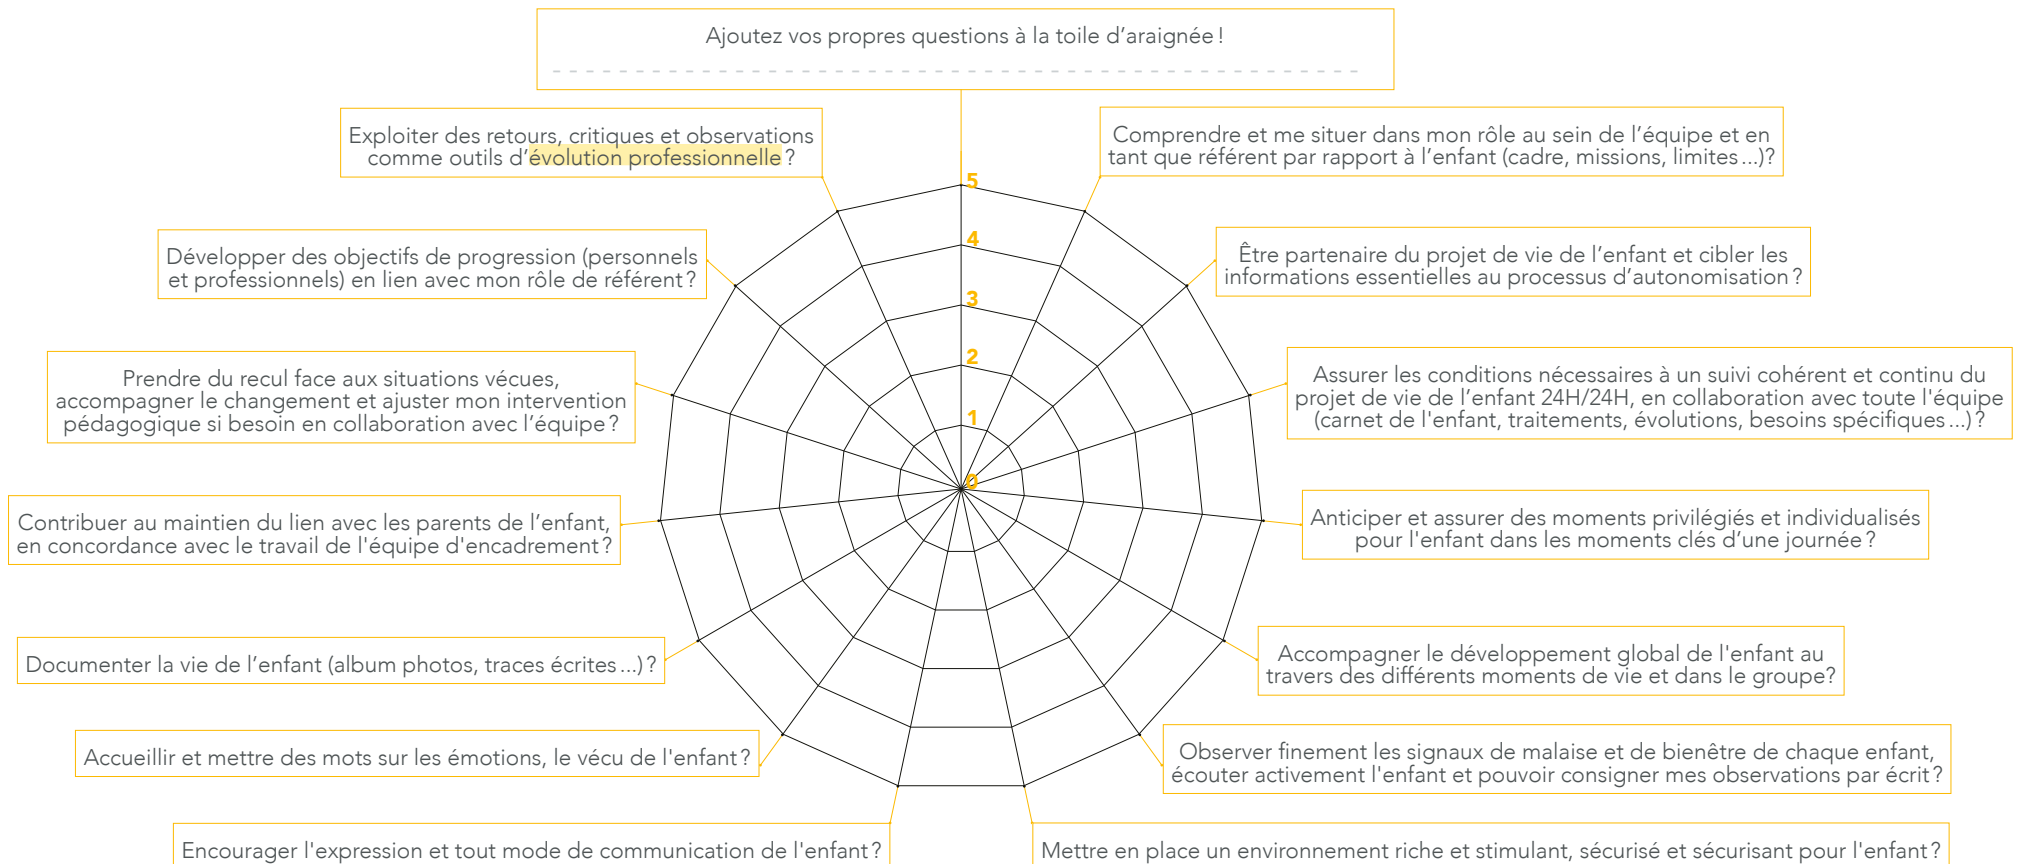 Ajoutez vos propres questions à la toile d’araignée !
Exploiter des retours, critiques et observations
comme outils d’évolution professionnelle ?
Comprendre et me situer dans mon rôle au sein de l’équipe et en
tant que référent par rapport à l’enfant (cadre, missions, limites ...)?
Développer des objectifs de progression (personnels
et professionnels) en lien avec mon rôle de référent ?
Être partenaire du projet de vie de l’enfant et cibler les
informations essentielles au processus d’autonomisation ?
Prendre du recul face aux situations vécues,
accompagner le changement et ajuster mon intervention
pédagogique si besoin en collaboration avec l’équipe ?
Assurer les conditions nécessaires à un suivi cohérent et continu du
projet de vie de l’enfant 24H/24H, en collaboration avec toute l'équipe
(carnet de l'enfant, traitements, évolutions, besoins spécifiques ...) ?
5
4
3
2
1
0
Contribuer au maintien du lien avec les parents de l’enfant,
en concordance avec le travail de l'équipe d'encadrement ?
Anticiper et assurer des moments privilégiés et individualisés
pour l'enfant dans les moments clés d’une journée ?
Documenter la vie de l’enfant (album photos, traces écrites ...) ?
Accompagner le développement global de l'enfant au
travers des différents moments de vie et dans le groupe?
Accueillir et mettre des mots sur les émotions, le vécu de l'enfant ?
Observer finement les signaux de malaise et de bienêtre de chaque enfant,
écouter activement l'enfant et pouvoir consigner mes observations par écrit ?
Encourager l'expression et tout mode de communication de l'enfant ?
Mettre en place un environnement riche et stimulant, sécurisé et sécurisant pour l'enfant ?